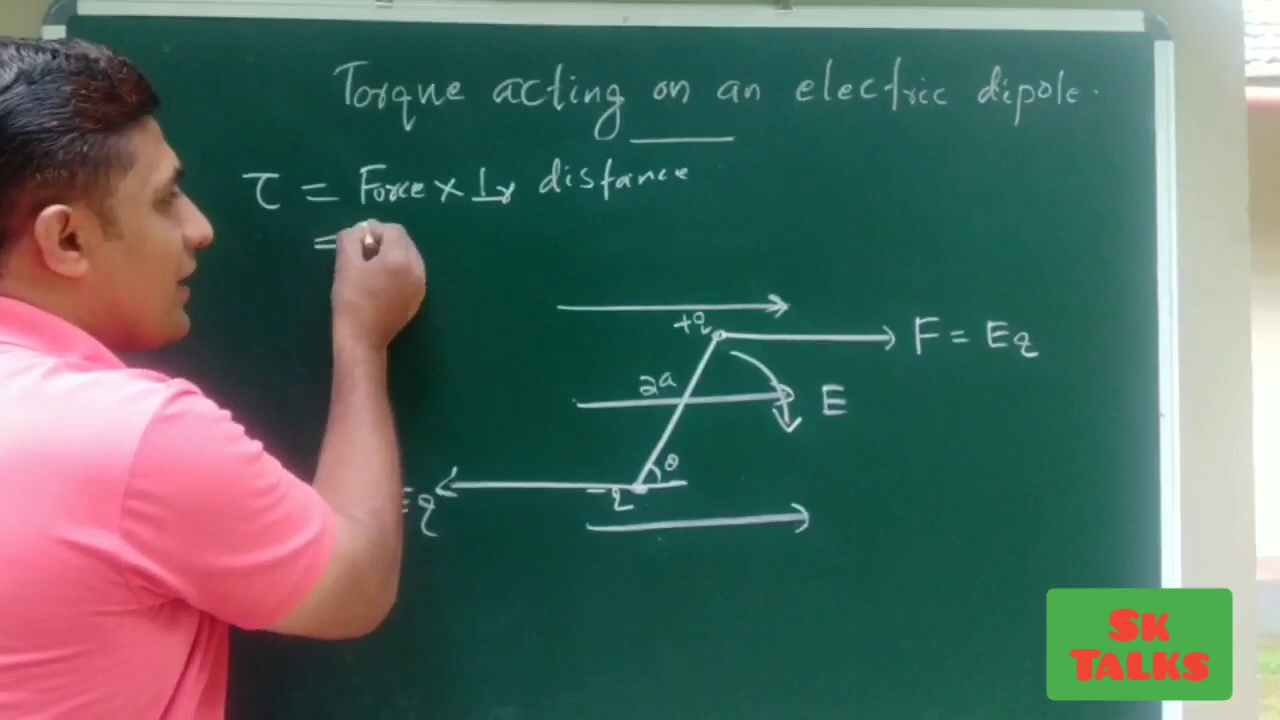 Torque acting on an electric dipole.
τ = Force × ⊥r distance
=
+q
F = Eq
2a
E
θ
-q
Eq
SK
TALKS